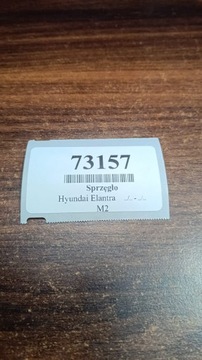 73157
Sprzęgło
Hyundai Elantra
M2